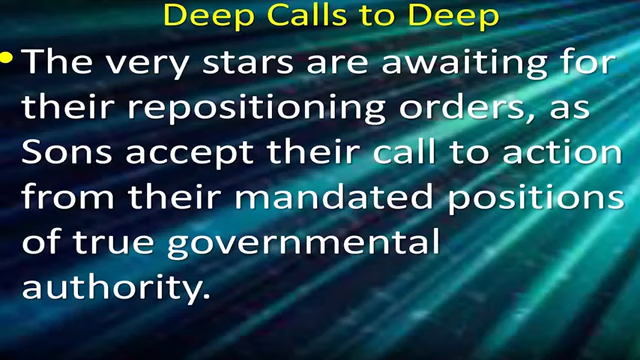 Deep Calls to Deep
• The very stars are awaiting for
their repositioning orders, as
Sons accept their call to action
from their mandated positions
of true governmental
authority.